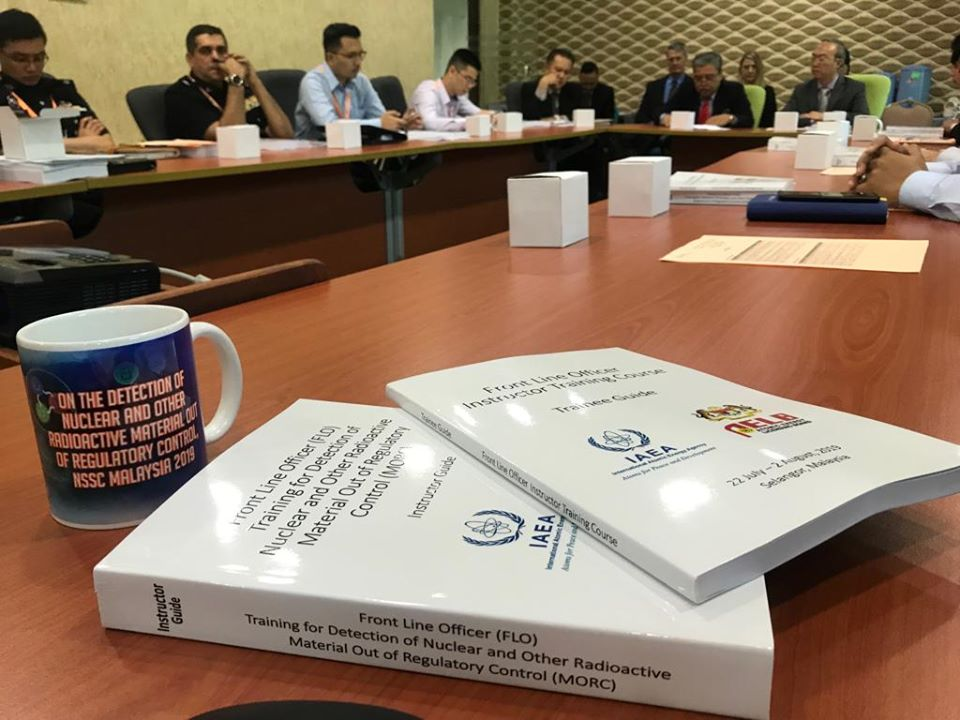 ON THE DETECTION OF
NUCLEAR AND OTHER
RADIOACTIVE MATERIAL OUT
OF REGULATORY CONTROL,
NSSC MALAYSIA 2019
Front Line Officer
Instructor Training Course
Trainee Guide
IAEA
International Atomic Energy Agency
Atoms for Peace and Development
AELB
22 July – 2 August, 2019
Selangor, Malaysia
Trainee Guide
Front Line Officer Instructor Training Course
Front Line Officer (FLO)
Training for Detection of
Nuclear and Other Radioactive
Material Out of Regulatory
Control (MORC)
Instructor Guide
IAEA
International Atomic
Atoms for Peace
Instructor
Guide
Front Line Officer (FLO)
Training for Detection of Nuclear and Other Radioactive
Material Out of Regulatory Control (MORC)